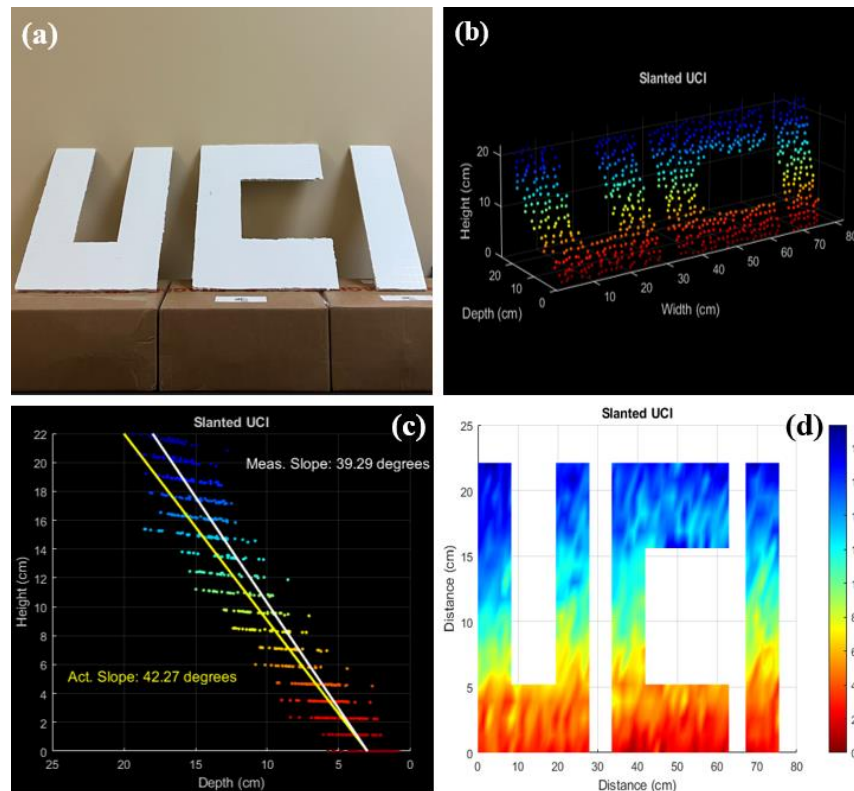 (a)
UCI
(b)
Slanted UCI
Height (cm)
20
10
0
20
10
0
Depth (cm)
10
20
30
40
50
60
70
80
Width (cm)
(c)
Slanted UCI
Meas. Slope: 39.29 degrees
Act. Slope: 42.27 degrees
Height (cm)
22
20
18
16
14
12
10
8
6
4
2
0
25
20
15
10
5
0
Depth (cm)
(d)
Slanted UCI
Distance (cm)
25
20
15
10
5
0
0
10
20
30
40
50
60
70
80
Distance (cm)